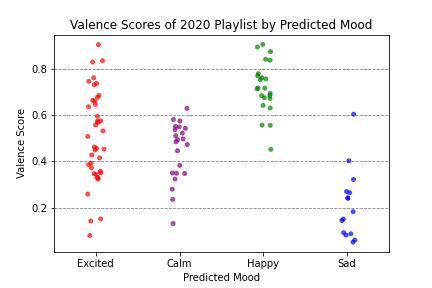 Valence Scores of 2020 Playlist by Predicted Mood
Valence Score
0.8
0.6
0.4
0.2
Excited Calm Happy Sad
Predicted Mood